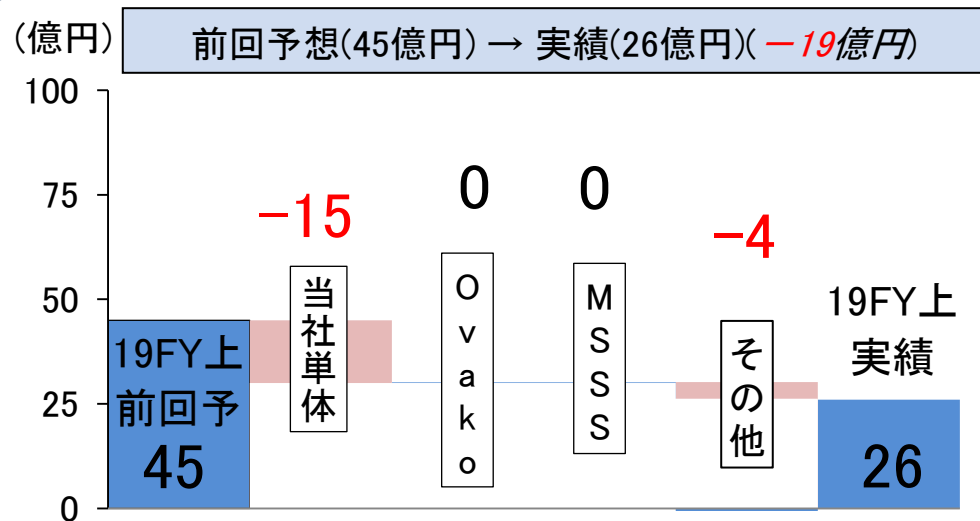 (億円)
前回予想(45億円) → 実績(26億円)(－19億円)
100
75
50
25
0
19FY上
前回予
45
－15
当社単体
0
Ovako
0
MSSS
－4
その他
19FY上
実績
26